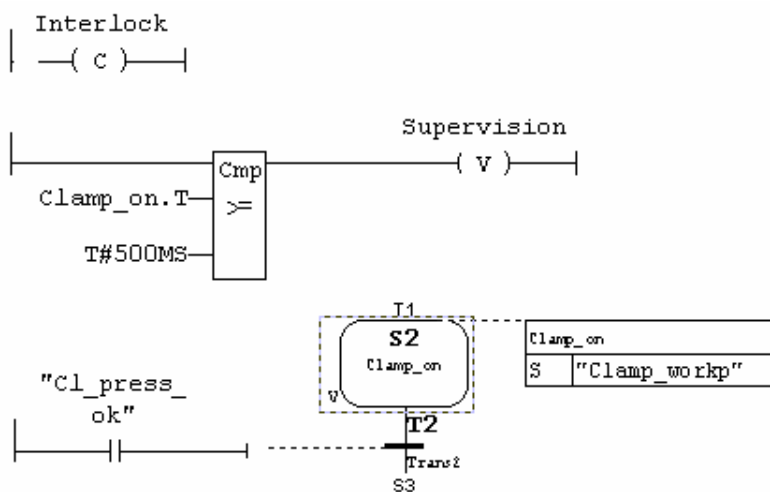 Interlock
( C )
Supervision
Cmp
( V )
Clamp_on.T
>=
T#500MS
T1
S2
Clamp_on
V
Clamp_on
S "Clamp_workp"
"Cl_press_
ok"
T2
Trans2
S3